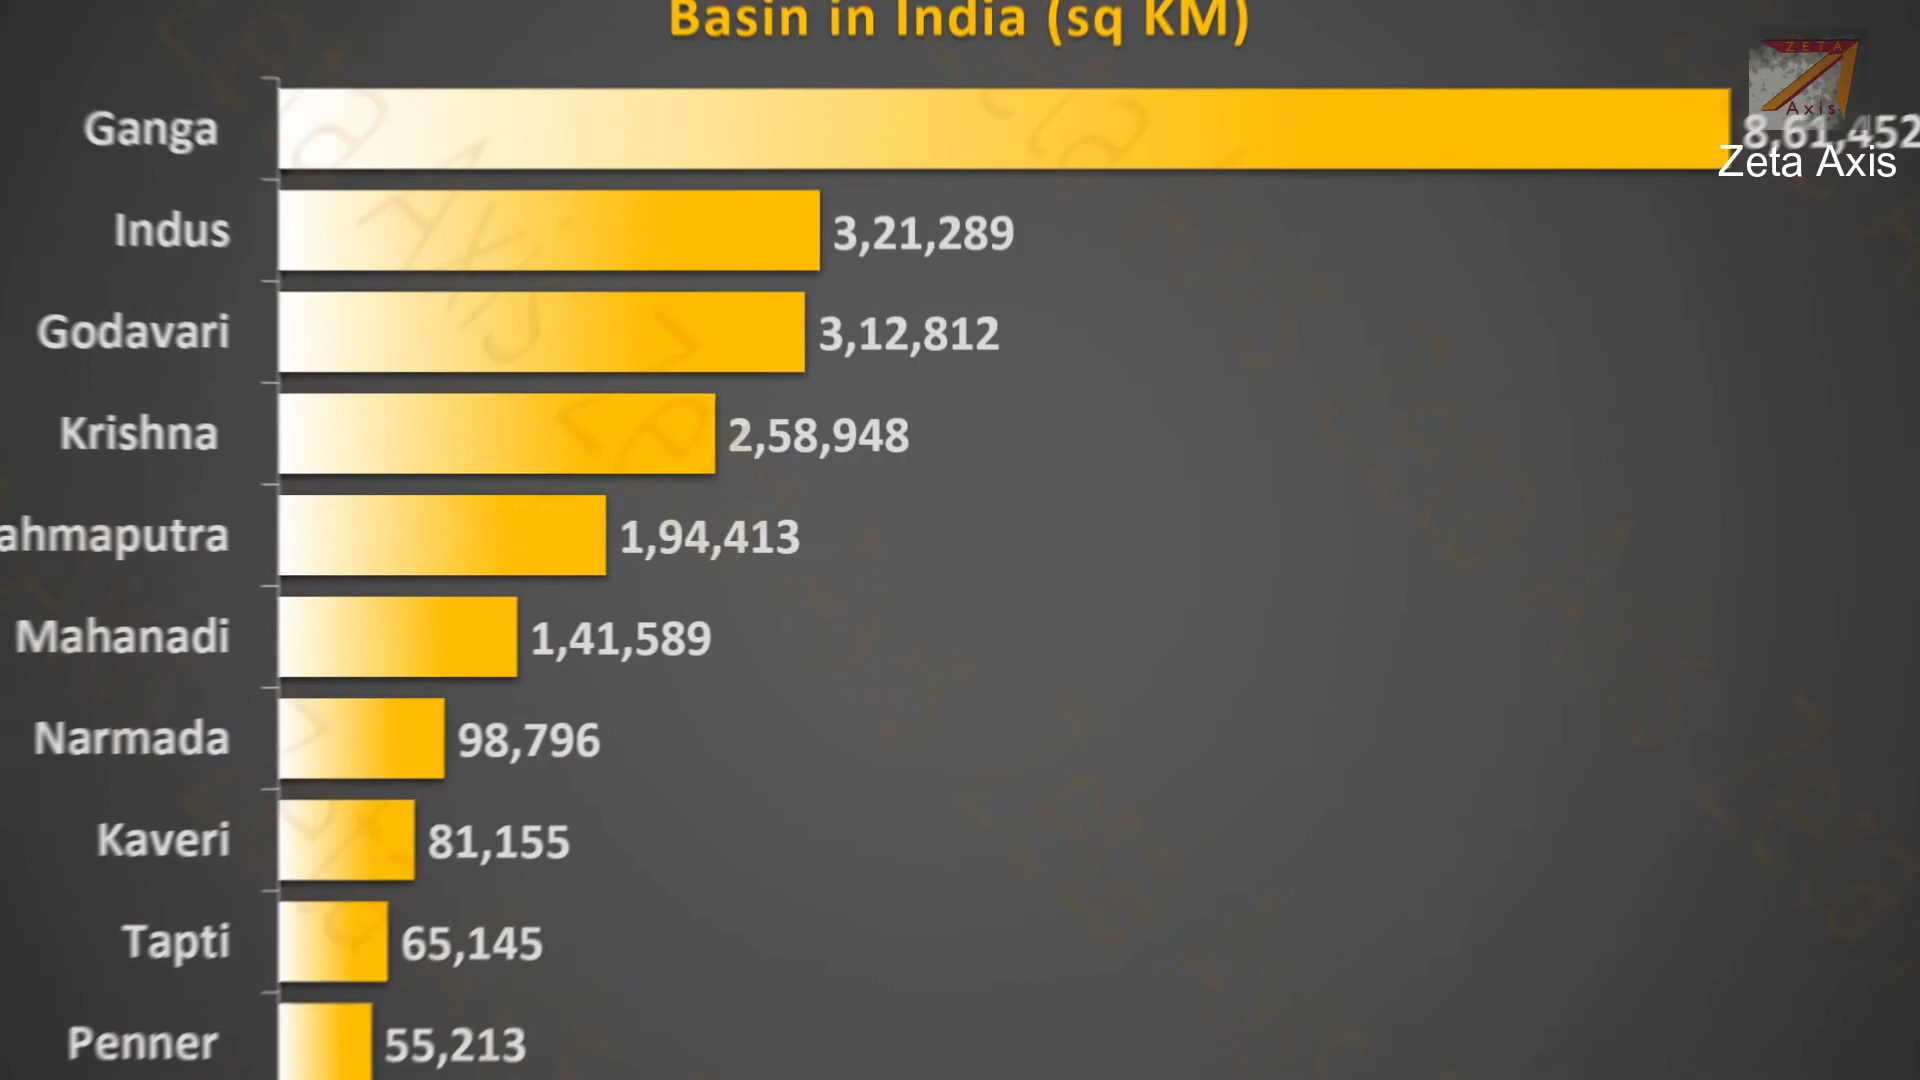 Basin in India (sq KM)
ZETA
Axis
Ganga 8,61,452
Zeta Axis
Indus 3,21,289
Godavari 3,12,812
Krishna 2,58,948
ahmaputra 1,94,413
Mahanadi 1,41,589
Narmada 98,796
Kaveri 81,155
Tapti 65,145
Penner 55,213